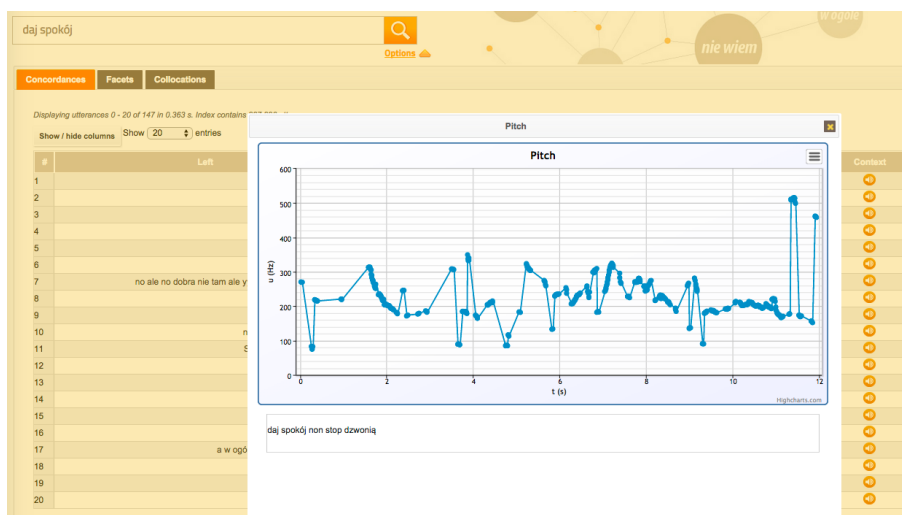 daj spokój
Options
w ogóle
nie wiem
Concordances Facets Collocations
Displaying utterances 0 - 20 of 147 in 0.363 s. Index contains
Show / hide columns Show 20 entries
# Left Context
1
2
3
4
5
6
7 no ale no dobra nie tam ale y
8
9
10 n
11 S
12
13
14
15
16
17 a w ogó
18
19
20
Pitch
Pitch
600
500
400
300
200
100
0
u (Hz)
0 2 4 6 8 10 12
t (s)
Highcharts.com
daj spokój non stop dzwonią